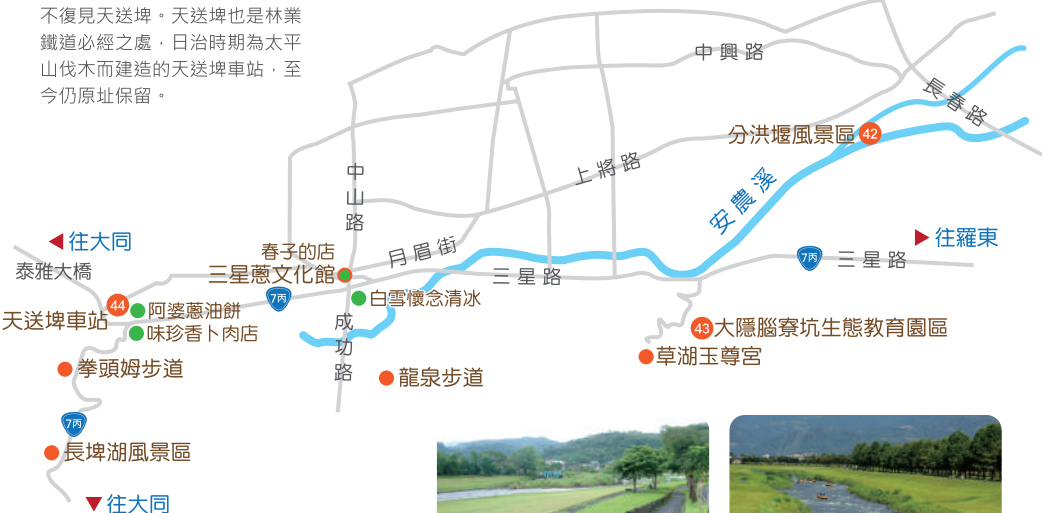 不復見天送埤。天送埤也是林業
鐵道必經之處,日治時期為太平
山伐木而建造的天送埤車站,至
今仍原址保留。
中興路
長春路
分洪堰風景區 42
上將路
中山路
安農溪
往大同
往羅東
春子的店
月眉街
7丙
三星路
泰雅大橋
三星蔥文化館
三星路
7丙
白雪懷念清冰
44
阿婆蔥油餅
天送埤車站
味珍香卜肉店
成功路
43 大隱腦寮坑生態教育園區
草湖玉尊宮
拳頭姆步道
龍泉步道
7丙
長埤湖風景區
往大同